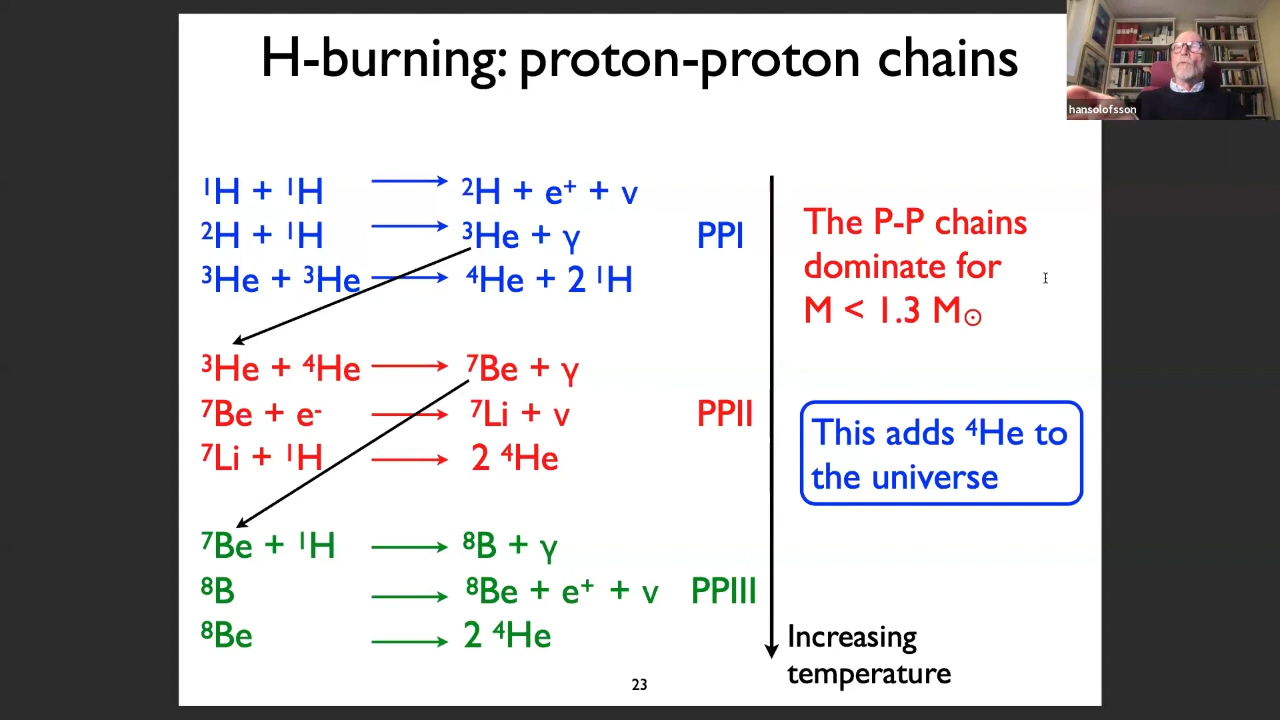 H-burning: proton-proton chains
hansolofsson
¹H + ¹H ⟶ ²H + e⁺ + ν
²H + ¹H ⟶ ³He + γ PPI
³He + ³He ⟶ ⁴He + 2 ¹H
³He + ⁴He ⟶ ⁷Be + γ
⁷Be + e⁻ ⟶ ⁷Li + ν PPII
⁷Li + ¹H ⟶ 2 ⁴He
⁷Be + ¹H ⟶ ⁸B + γ
⁸B ⟶ ⁸Be + e⁺ + ν PPIII
⁸Be ⟶ 2 ⁴He
The P-P chains
dominate for
M < 1.3 M☉
This adds ⁴He to
the universe
Increasing
temperature
23